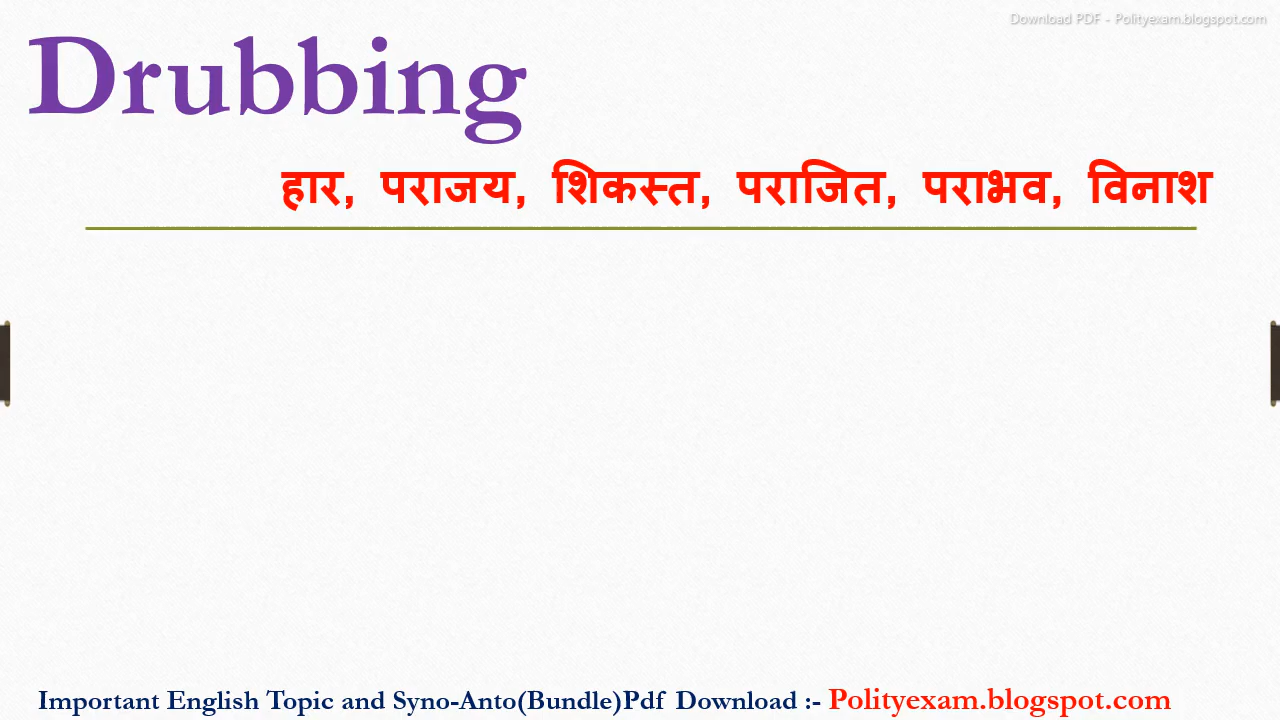 Download PDF - Polityexam.blogspot.com
Drubbing
हार, पराजय, शिकस्त, पराजित, पराभव, विनाश
Important English Topic and Syno-Anto(Bundle)Pdf Download :- Polityexam.blogspot.com